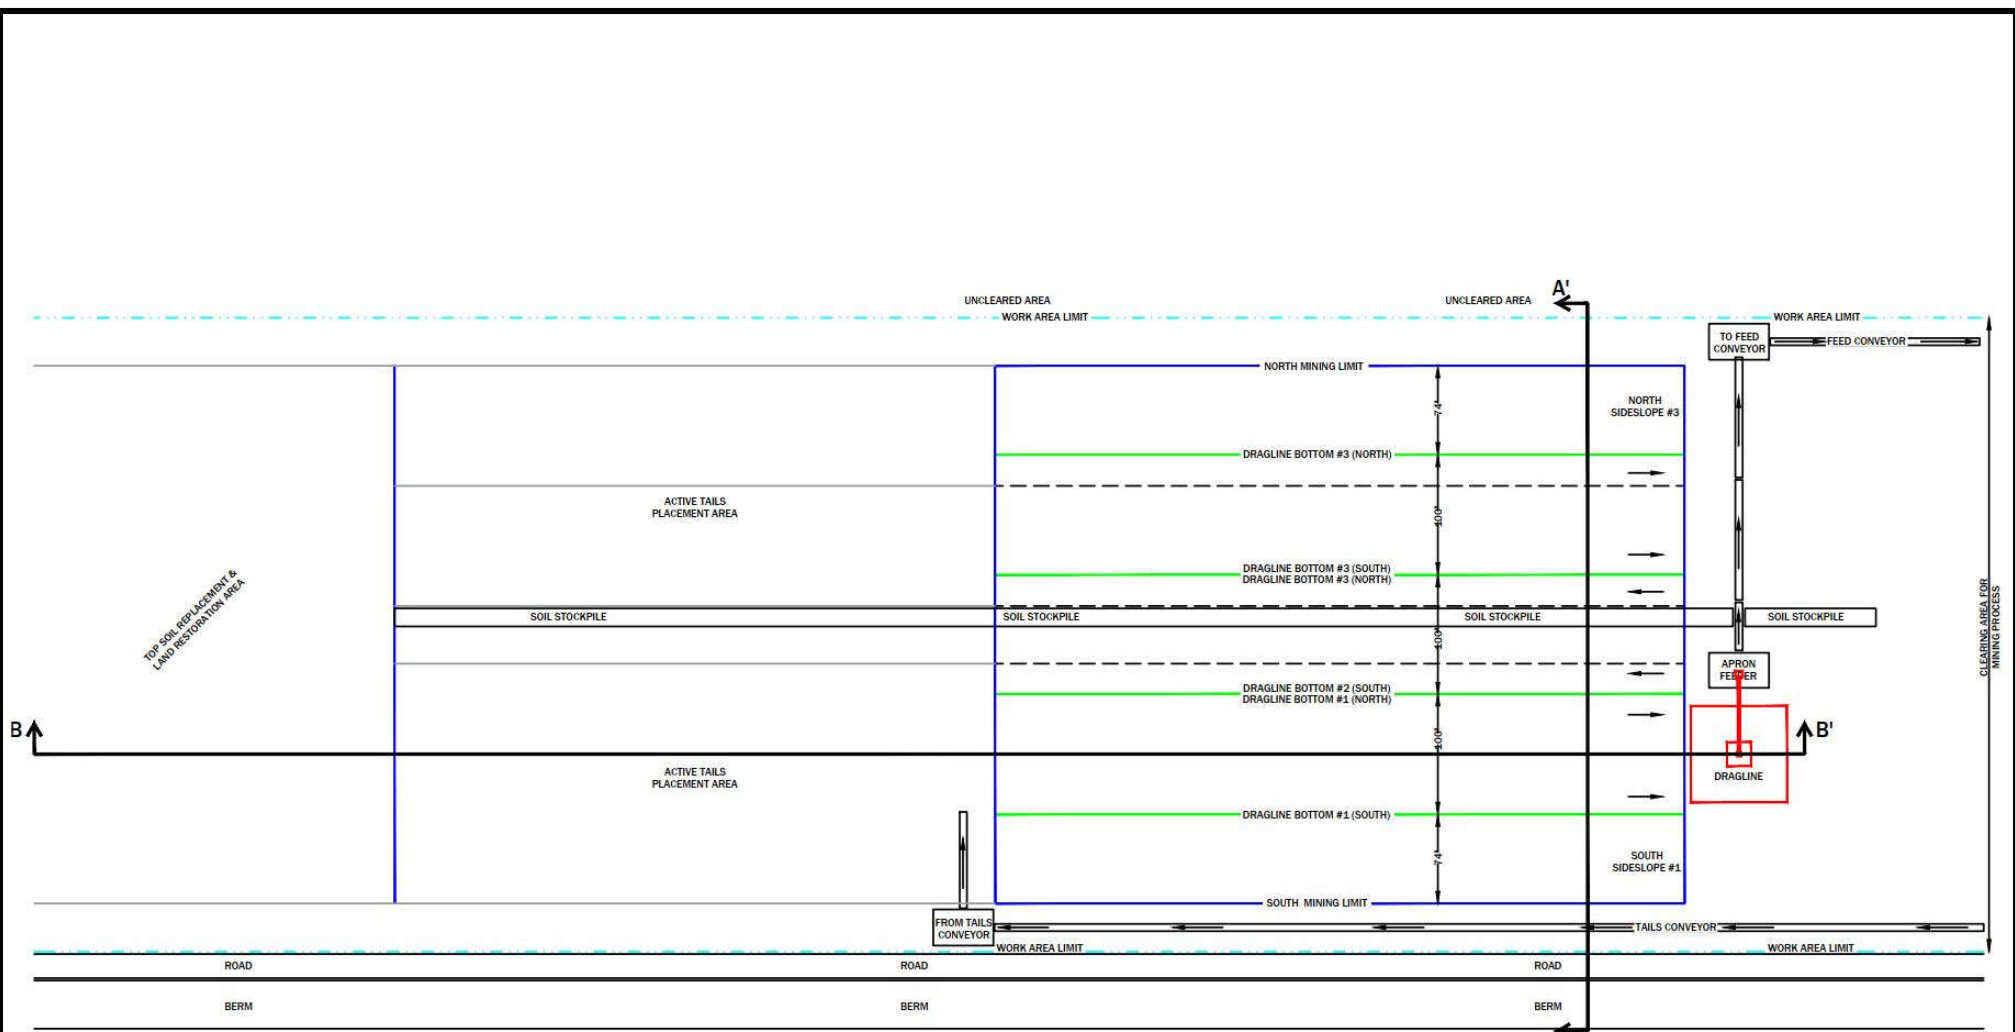 A'
UNCLEARED AREA
UNCLEARED AREA
WORK AREA LIMIT
WORK AREA LIMIT
TO FEED
CONVEYOR
FEED CONVEYOR
NORTH MINING LIMIT
74'
NORTH
SIDESLOPE #3
DRAGLINE BOTTOM #3 (NORTH)
ACTIVE TAILS
PLACEMENT AREA
100'
DRAGLINE BOTTOM #3 (SOUTH)
DRAGLINE BOTTOM #3 (NORTH)
TOP SOIL REPLACEMENT &
LAND RESTORATION AREA
SOIL STOCKPILE
SOIL STOCKPILE
SOIL STOCKPILE
SOIL STOCKPILE
CLEARING AREA FOR
MINING PROCESS
100'
APRON
FEEDER
DRAGLINE BOTTOM #2 (SOUTH)
DRAGLINE BOTTOM #1 (NORTH)
B
B'
100'
ACTIVE TAILS
PLACEMENT AREA
DRAGLINE
DRAGLINE BOTTOM #1 (SOUTH)
74'
SOUTH
SIDESLOPE #1
SOUTH MINING LIMIT
FROM TAILS
CONVEYOR
TAILS CONVEYOR
WORK AREA LIMIT
WORK AREA LIMIT
ROAD
ROAD
ROAD
BERM
BERM
BERM